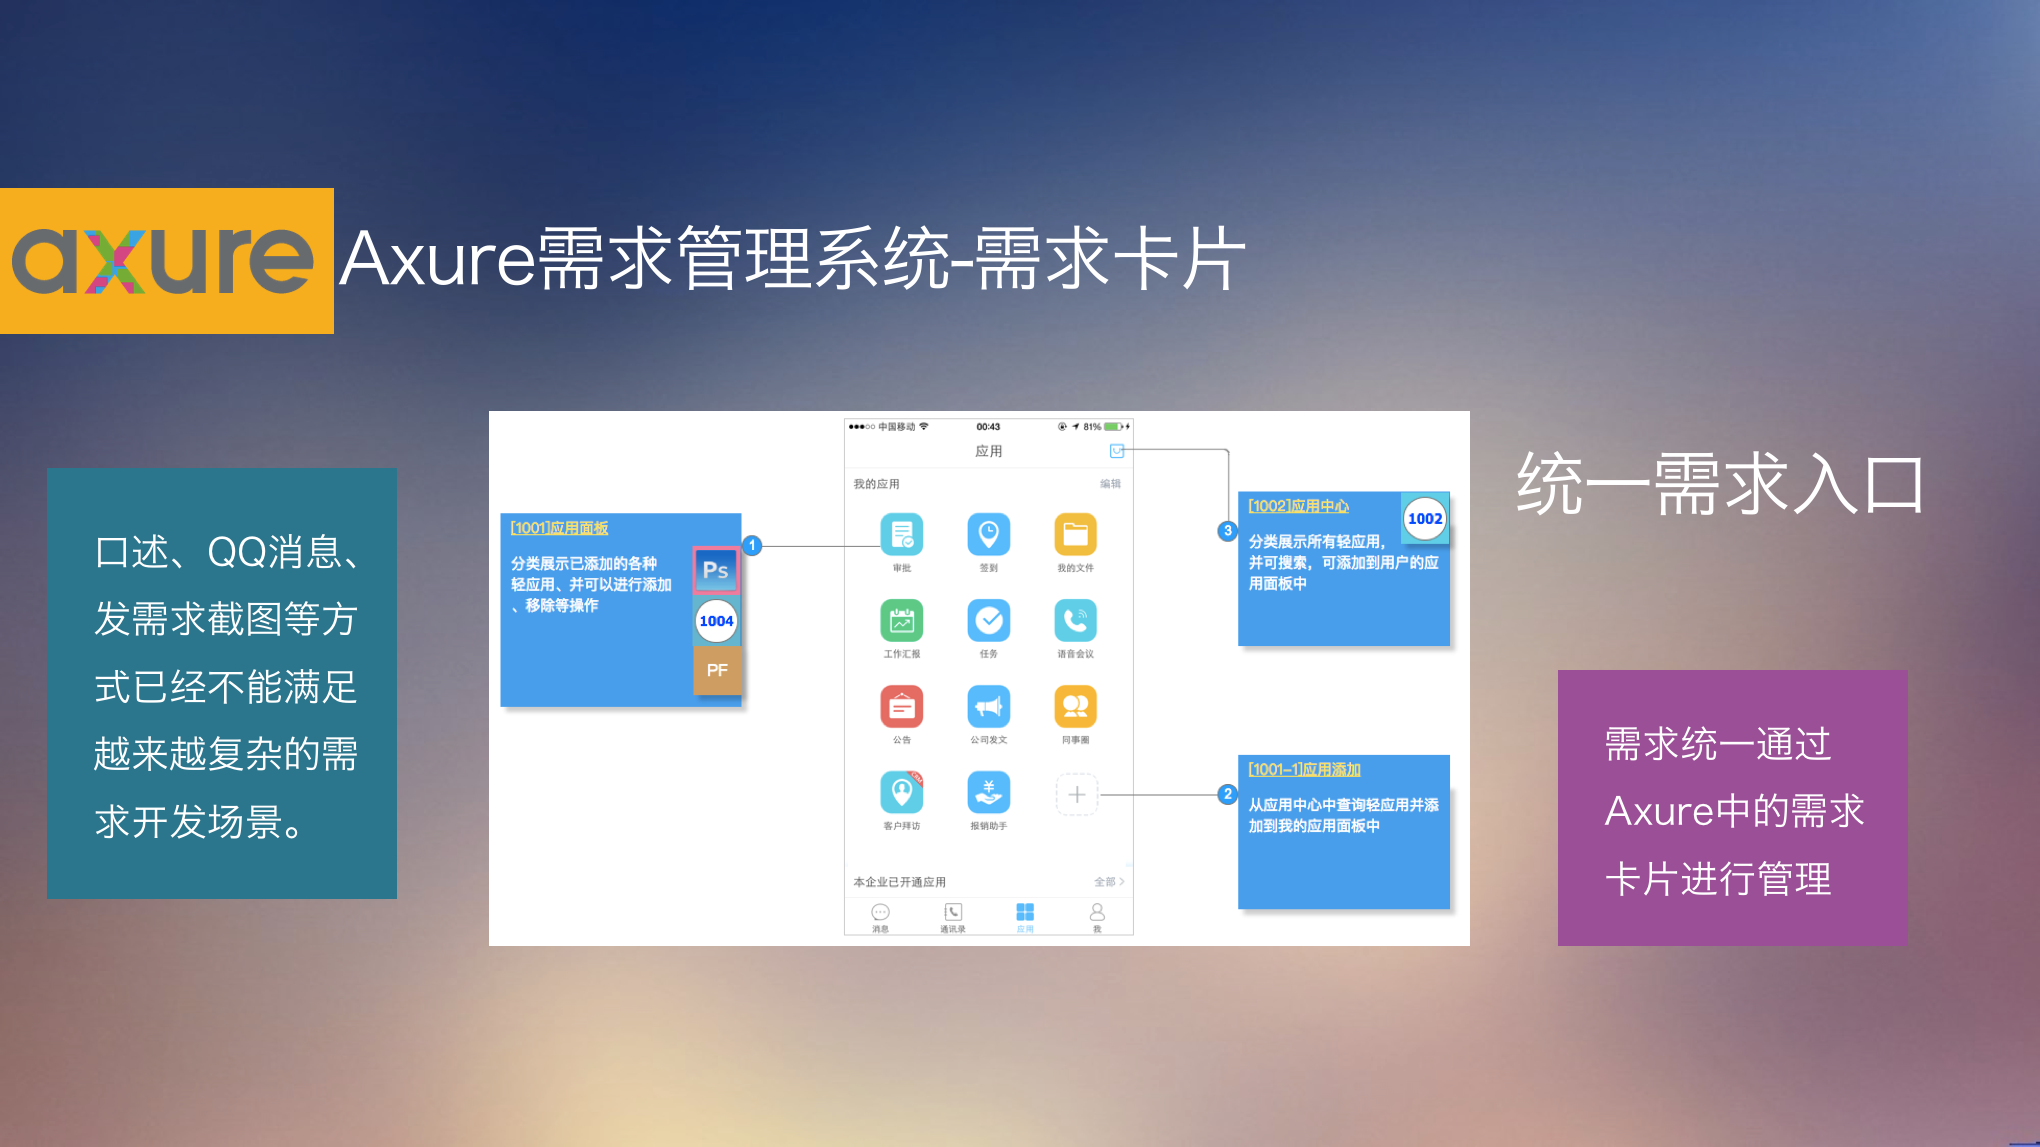 axure
Axure需求管理系统-需求卡片
口述、QQ消息、
发需求截图等方
式已经不能满足
越来越复杂的需
求开发场景。
[1001]应用面板
分类展示已添加的各种
轻应用、并可以进行添加
、移除等操作
Ps
1004
PF
1
中国移动
00:43
81%
应用
我的应用
编辑
审批
签到
我的文件
工作汇报
任务
语音会议
公告
公司发文
同事圈
CRM
客户拜访
报销助手
本企业已开通应用
全部
消息
通讯录
应用
我
3
[1002]应用中心
1002
分类展示所有轻应用，
并可搜索，可添加到用户的应
用面板中
2
[1001-1]应用添加
从应用中心中查询轻应用并添
加到我的应用面板中
统一需求入口
需求统一通过
Axure中的需求
卡片进行管理